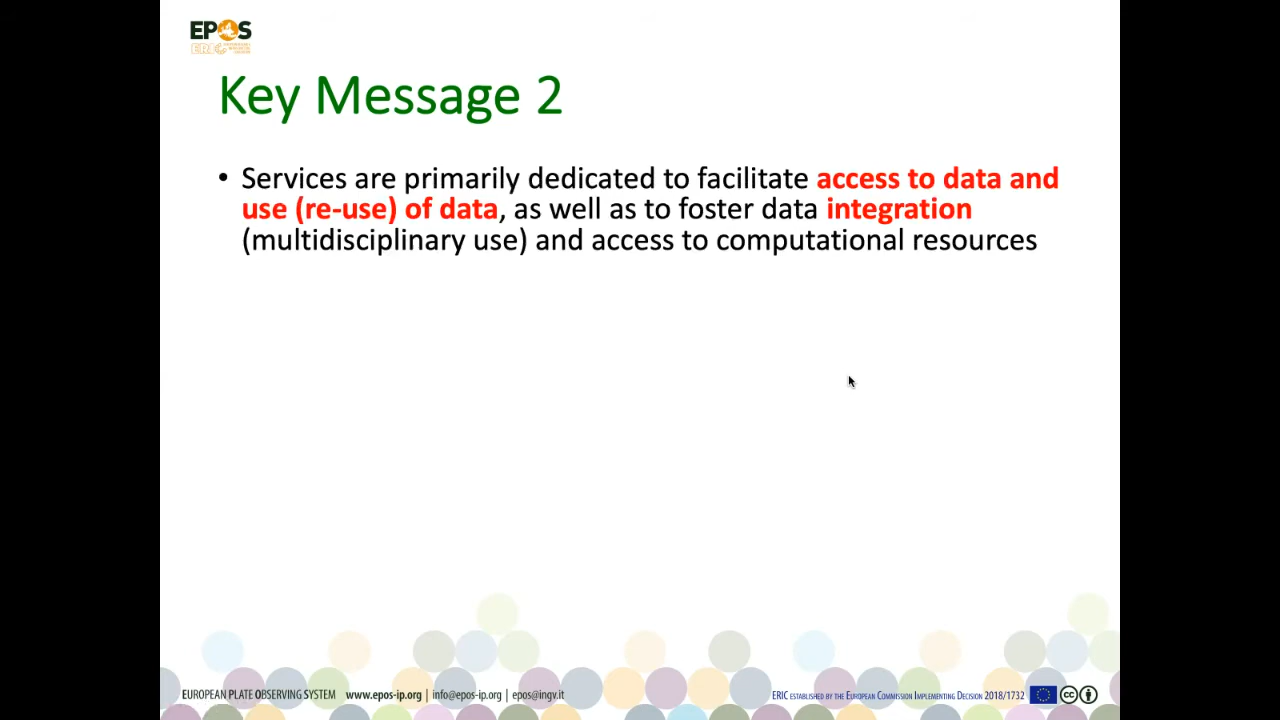 EPOS
ERIC
Key Message 2
• Services are primarily dedicated to facilitate access to data and
use (re-use) of data, as well as to foster data integration
(multidisciplinary use) and access to computational resources
EUROPEAN PLATE OBSERVING SYSTEM www.epos-ip.org | info@epos-ip.org | epos@ingv.it
ERIC ESTABLISHED BY THE EUROPEAN COMMISSION IMPLEMENTING DECISION 2018/1732
cc